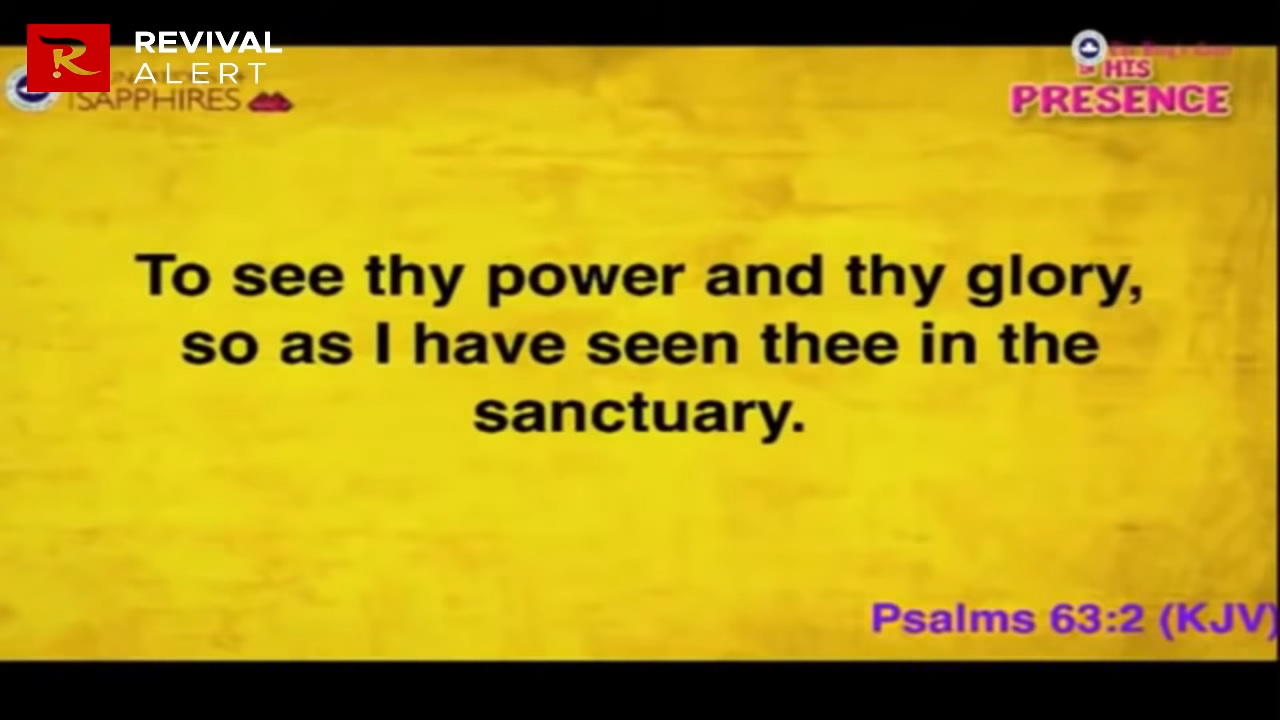 REVIVAL
ALERT
SAPPHIRES
HIS
PRESENCE
To see thy power and thy glory,
so as I have seen thee in the
sanctuary.
Psalms 63:2 (KJV)